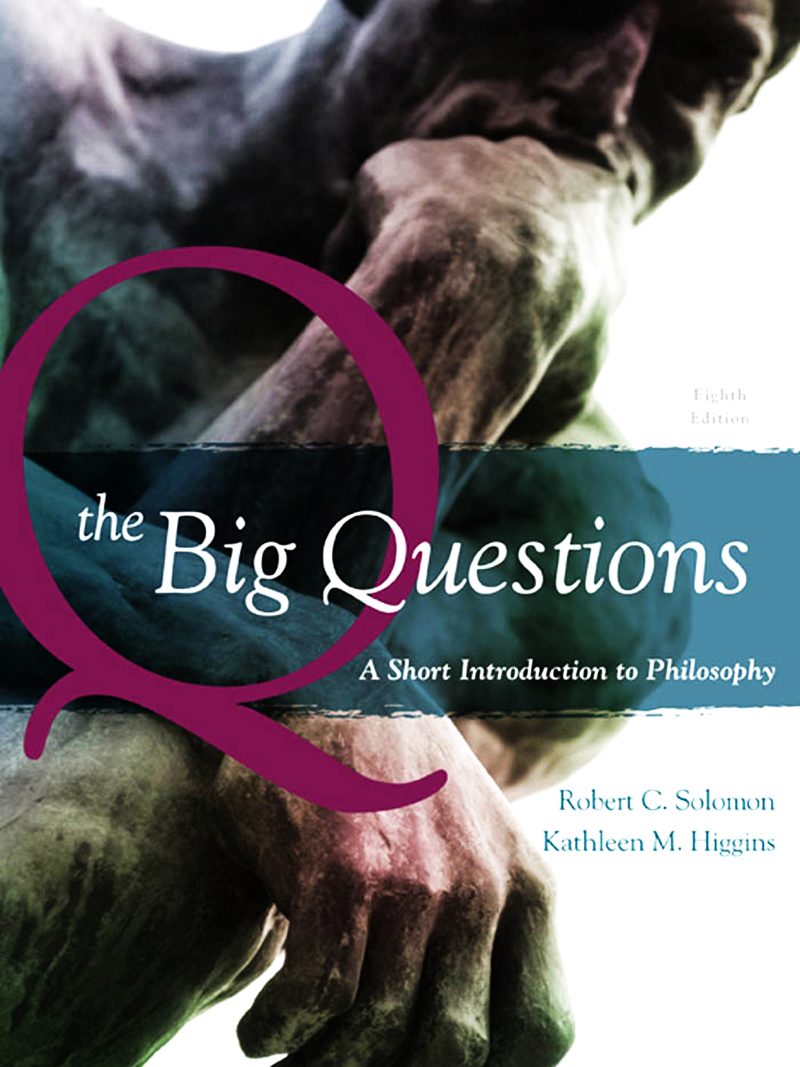 Eighth
Edition
the Big Questions
A Short Introduction to Philosophy
Robert C. Solomon
Kathleen M. Higgins